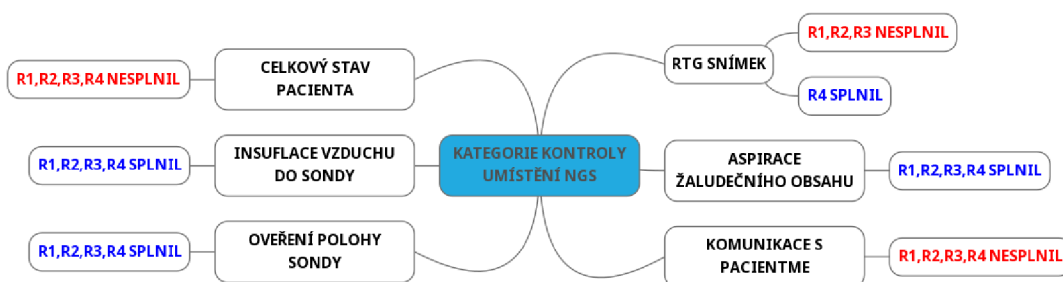 R1,R2,R3,R4 NESPLNIL
CELKOVÝ STAV
PACIENTA
R1,R2,R3,R4 SPLNIL
INSUFLACE VZDUCHU
DO SONDY
R1,R2,R3,R4 SPLNIL
OVEŘENÍ POLOHY
SONDY
KATEGORIE KONTROLY
UMÍSTĚNÍ NGS
RTG SNÍMEK
R1,R2,R3 NESPLNIL
R4 SPLNIL
ASPIRACE
ŽALUDEČNÍHO OBSAHU
R1,R2,R3,R4 SPLNIL
KOMUNIKACE S
PACIENTME
R1,R2,R3,R4 NESPLNIL